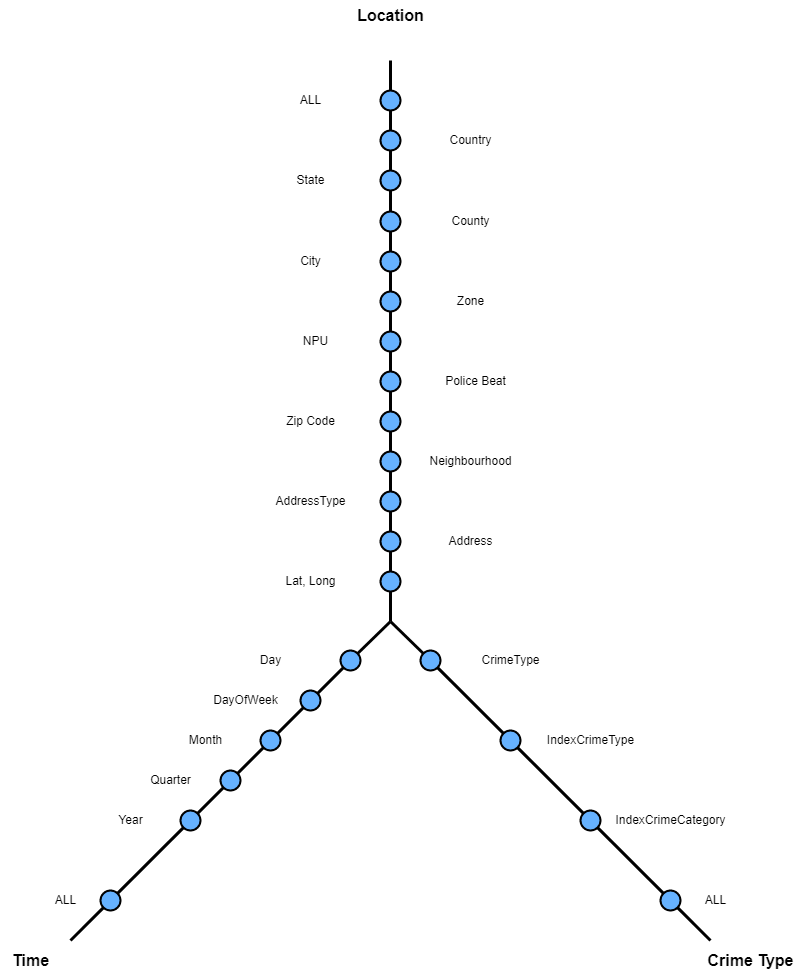 Location
ALL
Country
State
County
City
Zone
NPU
Police Beat
Zip Code
Neighbourhood
AddressType
Address
Lat, Long
Day
CrimeType
DayOfWeek
Month
IndexCrimeType
Quarter
Year
IndexCrimeCategory
ALL
ALL
Time
Crime Type